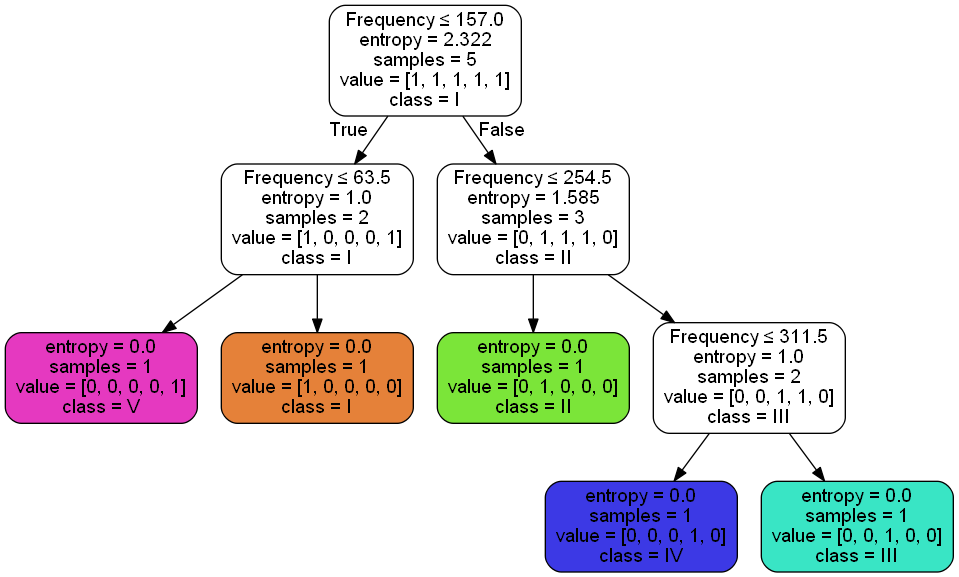 Frequency ≤ 157.0
entropy = 2.322
samples = 5
value = [1, 1, 1, 1, 1]
class = I
True
False
Frequency ≤ 63.5
entropy = 1.0
samples = 2
value = [1, 0, 0, 0, 1]
class = I
Frequency ≤ 254.5
entropy = 1.585
samples = 3
value = [0, 1, 1, 1, 0]
class = II
entropy = 0.0
samples = 1
value = [0, 0, 0, 0, 1]
class = V
entropy = 0.0
samples = 1
value = [1, 0, 0, 0, 0]
class = I
entropy = 0.0
samples = 1
value = [0, 1, 0, 0, 0]
class = II
Frequency ≤ 311.5
entropy = 1.0
samples = 2
value = [0, 0, 1, 1, 0]
class = III
entropy = 0.0
samples = 1
value = [0, 0, 0, 1, 0]
class = IV
entropy = 0.0
samples = 1
value = [0, 0, 1, 0, 0]
class = III